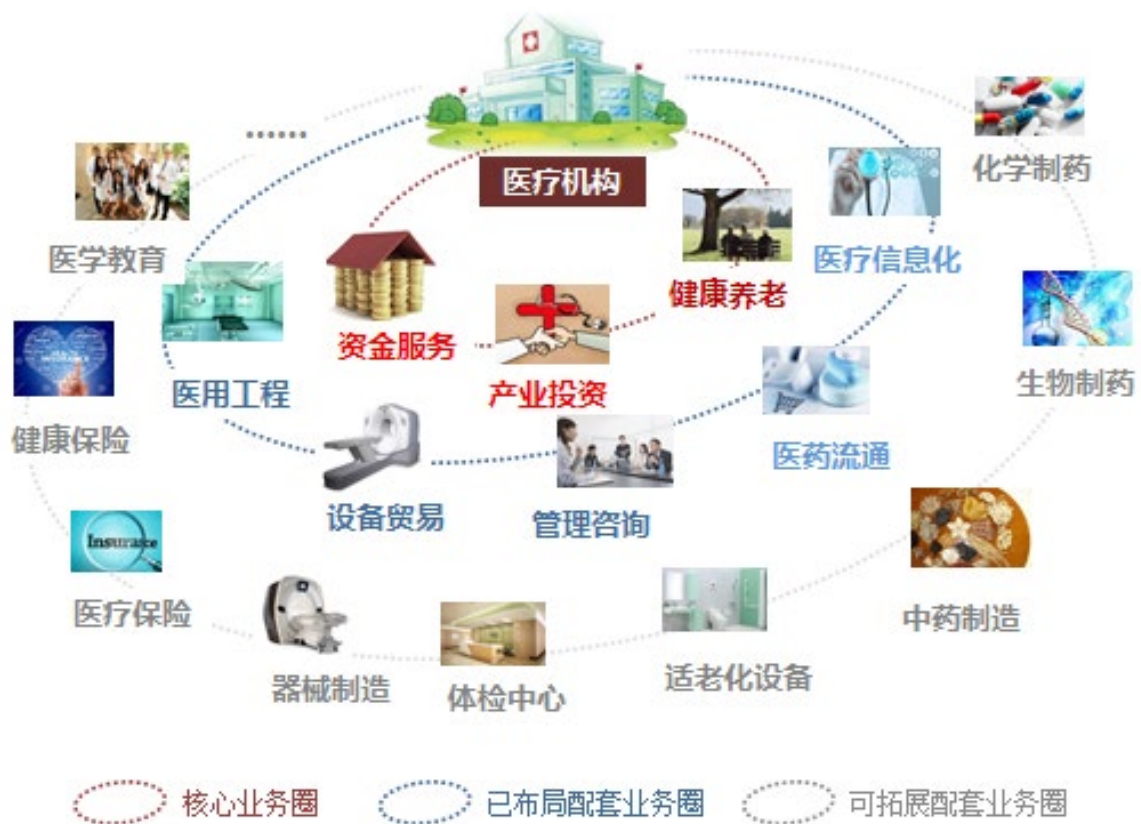 ……
医疗机构
化学制药
医学教育
医疗信息化
健康养老
资金服务
产业投资
医用工程
生物制药
健康保险
医药流通
设备贸易
管理咨询
Insurance
医疗保险
中药制造
器械制造
体检中心
适老化设备
核心业务圈
已布局配套业务圈
可拓展配套业务圈